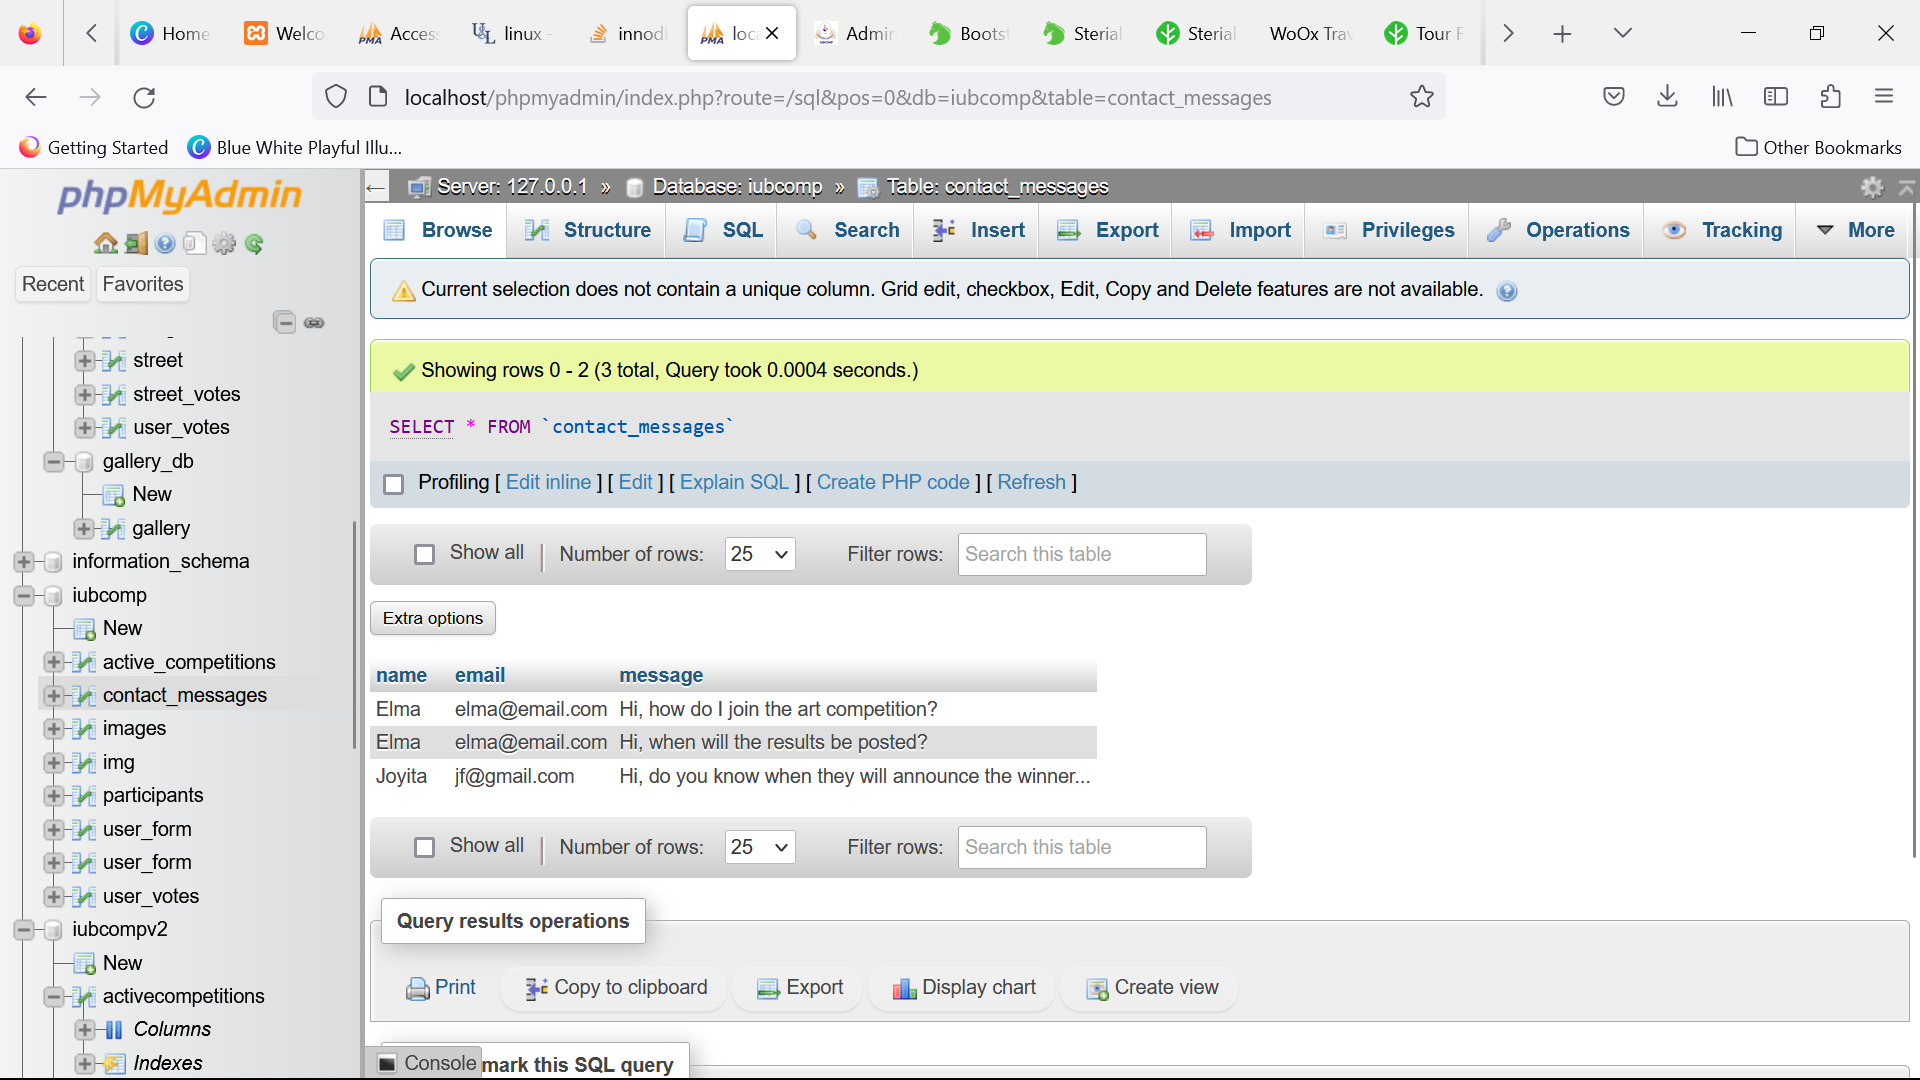 Home
Welco
Acces
linux -
innod
loc
Admin
Boots
Sterial
Sterial
WoOx Tra
Tour F
localhost/phpmyadmin/index.php?route=/sql&pos=0&db=iubcomp&table=contact_messages
Getting Started
Blue White Playful Illu...
Other Bookmarks
phpMyAdmin
Recent
Favorites
street
street_votes
user_votes
gallery_db
New
gallery
information_schema
iubcomp
New
active_competitions
contact_messages
images
img
participants
user_form
user_form
user_votes
iubcompv2
New
activecompetitions
Columns
Indexes
Server: 127.0.0.1 » Database: iubcomp » Table: contact_messages
Browse
Structure
SQL
Search
Insert
Export
Import
Privileges
Operations
Tracking
More
Current selection does not contain a unique column. Grid edit, checkbox, Edit, Copy and Delete features are not available.
Showing rows 0 - 2 (3 total, Query took 0.0004 seconds.)
SELECT * FROM `contact_messages`
Profiling [ Edit inline ] [ Edit ] [ Explain SQL ] [ Create PHP code ] [ Refresh ]
Show all | Number of rows: 25 Filter rows: Search this table
Extra options
name email message
Elma elma@email.com Hi, how do I join the art competition?
Elma elma@email.com Hi, when will the results be posted?
Joyita jf@gmail.com Hi, do you know when they will announce the winner...
Show all | Number of rows: 25 Filter rows: Search this table
Query results operations
Print
Copy to clipboard
Export
Display chart
Create view
Console
mark this SQL query